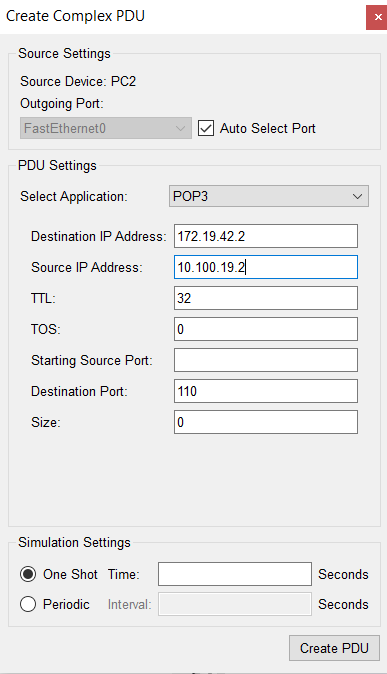 Create Complex PDU
Source Settings
Source Device: PC2
Outgoing Port:
FastEthernet0 Auto Select Port
PDU Settings
Select Application: POP3
Destination IP Address: 172.19.42.2
Source IP Address: 10.100.19.2
TTL: 32
TOS: 0
Starting Source Port:
Destination Port: 110
Size: 0
Simulation Settings
One Shot Time: Seconds
Periodic Interval: Seconds
Create PDU